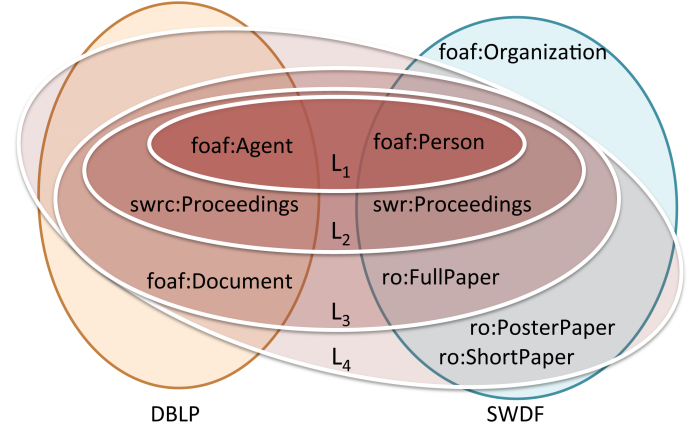 foaf:Organization
foaf:Agent
foaf:Person
L1
swrc:Proceedings
swr:Proceedings
L2
foaf:Document
ro:FullPaper
L3
ro:PosterPaper
L4
ro:ShortPaper
DBLP
SWDF